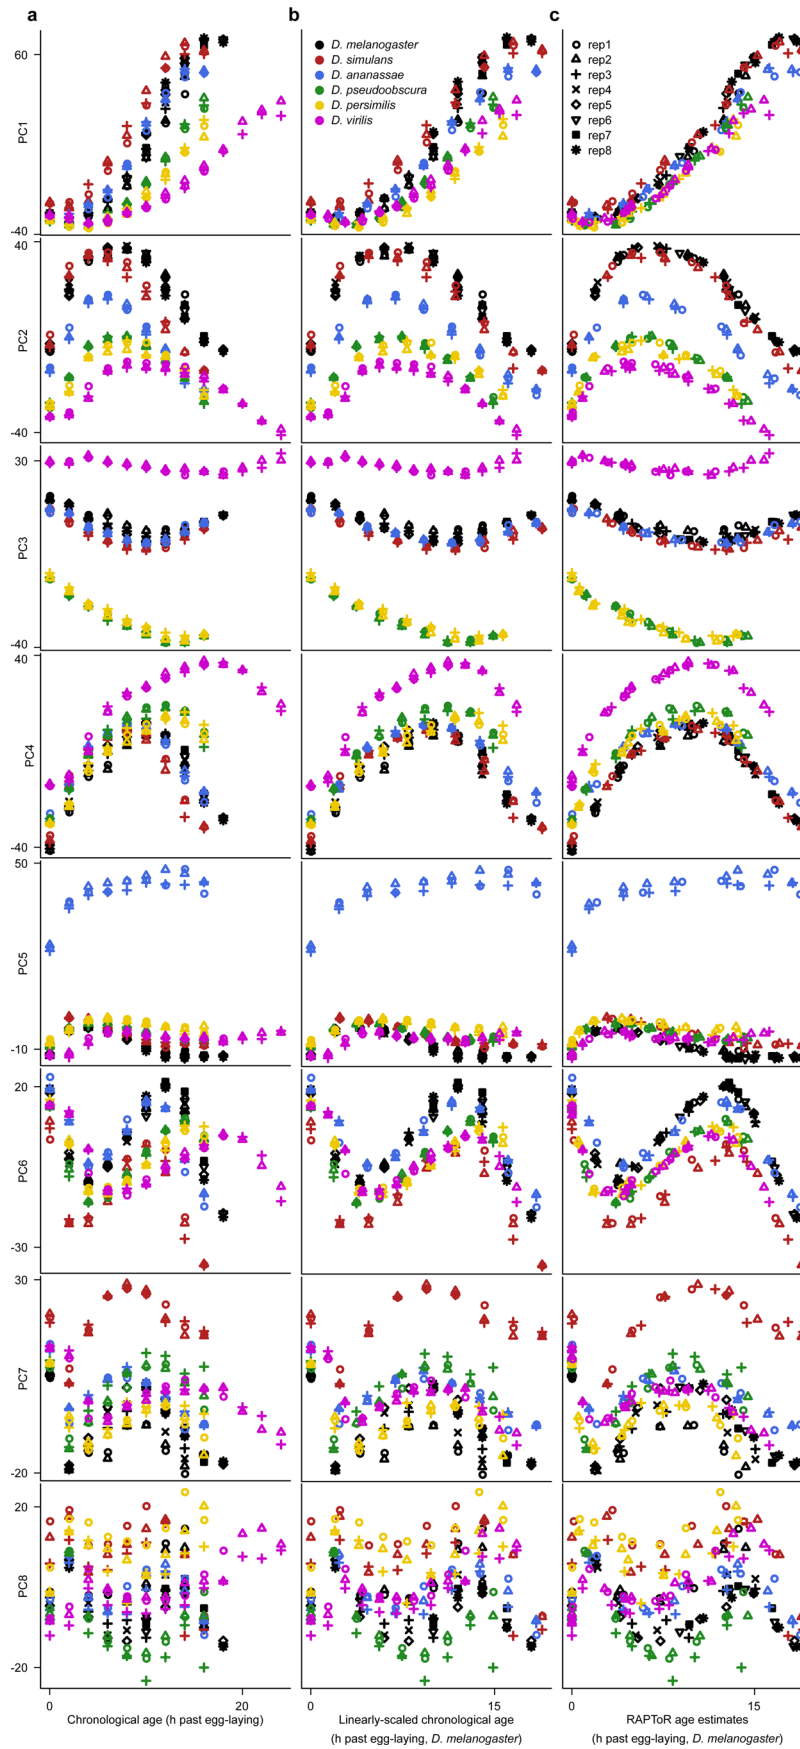 a
b
c
60
-40
PC1
D. melanogaster
D. simulans
D. ananassae
D. pseudoobscura
D. persimilis
D. virilis
rep1
rep2
rep3
rep4
rep5
rep6
rep7
rep8
40
-40
PC2
30
-40
PC3
40
-40
PC4
50
-10
PC5
20
-30
PC6
30
-20
PC7
20
-20
PC8
0
20
0
15
0
15
Chronological age (h past egg-laying)
Linearly-scaled chronological age
(h past egg-laying, D. melanogaster)
RAPToR age estimates
(h past egg-laying, D. melanogaster)